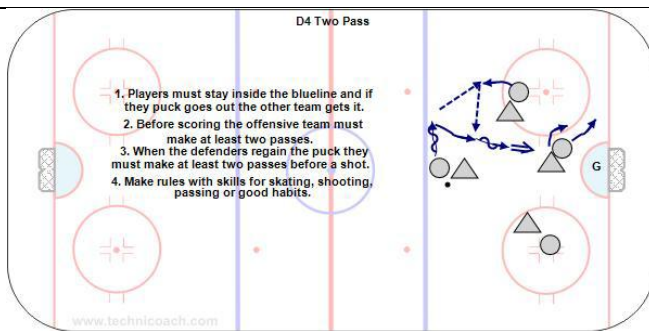 D4 Two Pass
1. Players must stay inside the blueline and if
they puck goes out the other team gets it.
2. Before scoring the offensive team must
make at least two passes.
3. When the defenders regain the puck they
must make at least two passes before a shot.
4. Make rules with skills for skating, shooting,
passing or good habits.
G
www.technicoach.com